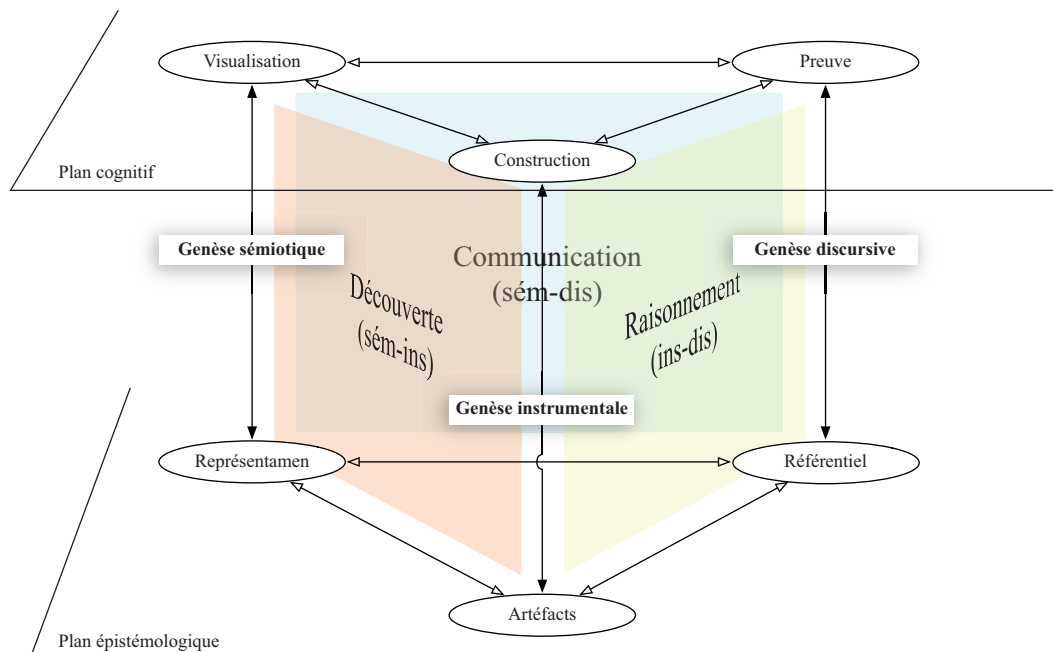 Visualisation
Preuve
Construction
Plan cognitif
Genèse sémiotique
Genèse discursive
Communication
(sém-dis)
Découverte
(sém-ins)
Raisonnement
(ins-dis)
Genèse instrumentale
Représentamen
Référentiel
Artéfacts
Plan épistémologique